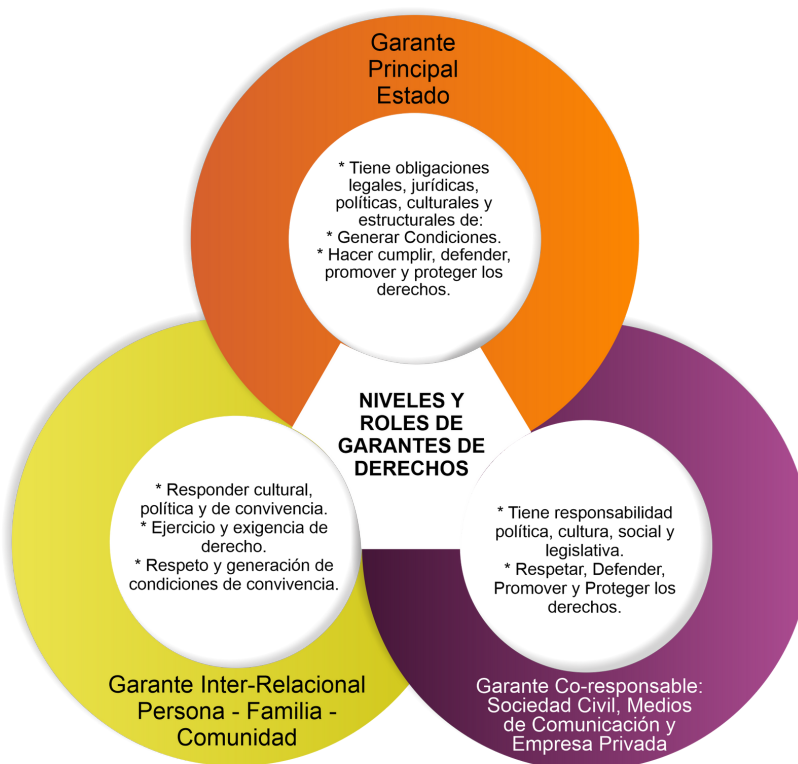 Garante
Principal
Estado
* Tiene obligaciones
legales, jurídicas,
políticas, culturales y
estructurales de:
* Generar Condiciones.
* Hacer cumplir, defender,
promover y proteger los
derechos.
NIVELES Y
ROLES DE
GARANTES DE
DERECHOS
* Responder cultural,
política y de convivencia.
* Ejercicio y exigencia de
derecho.
* Respeto y generación de
condiciones de convivencia.
Garante Inter-Relacional
Persona - Familia -
Comunidad
* Tiene responsabilidad
política, cultura, social y
legislativa.
* Respetar, Defender,
Promover y Proteger los
derechos.
Garante Co-responsable:
Sociedad Civil, Medios
de Comunicación y
Empresa Privada